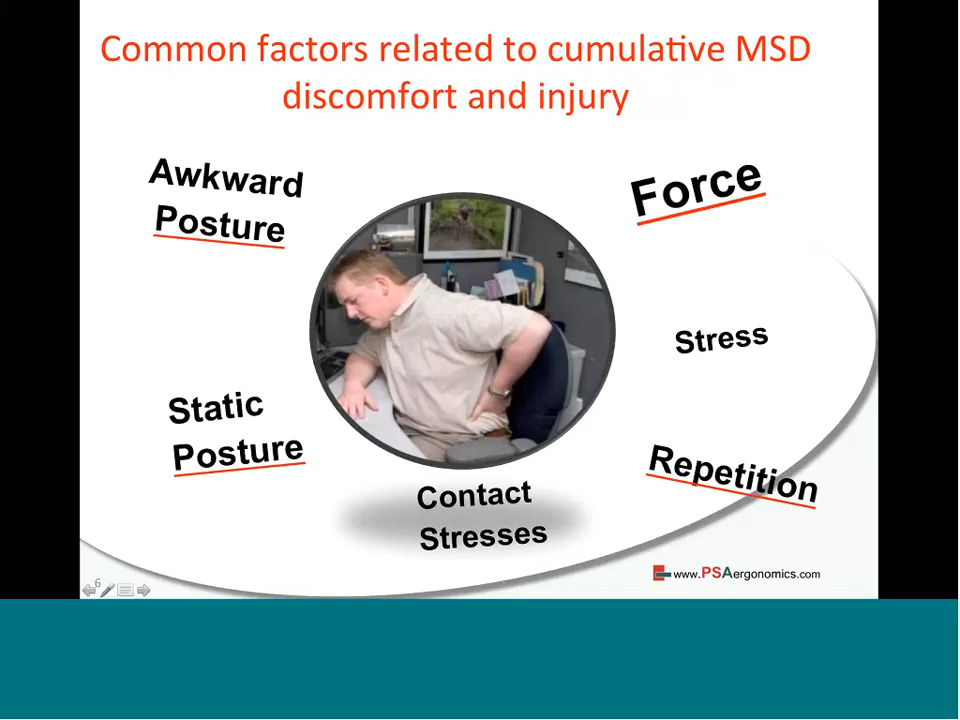 Common factors related to cumulative MSD
discomfort and injury
Awkward
Posture
Force
Stress
Static
Posture
Repetition
Contact
Stresses
www.PSAergonomics.com
6